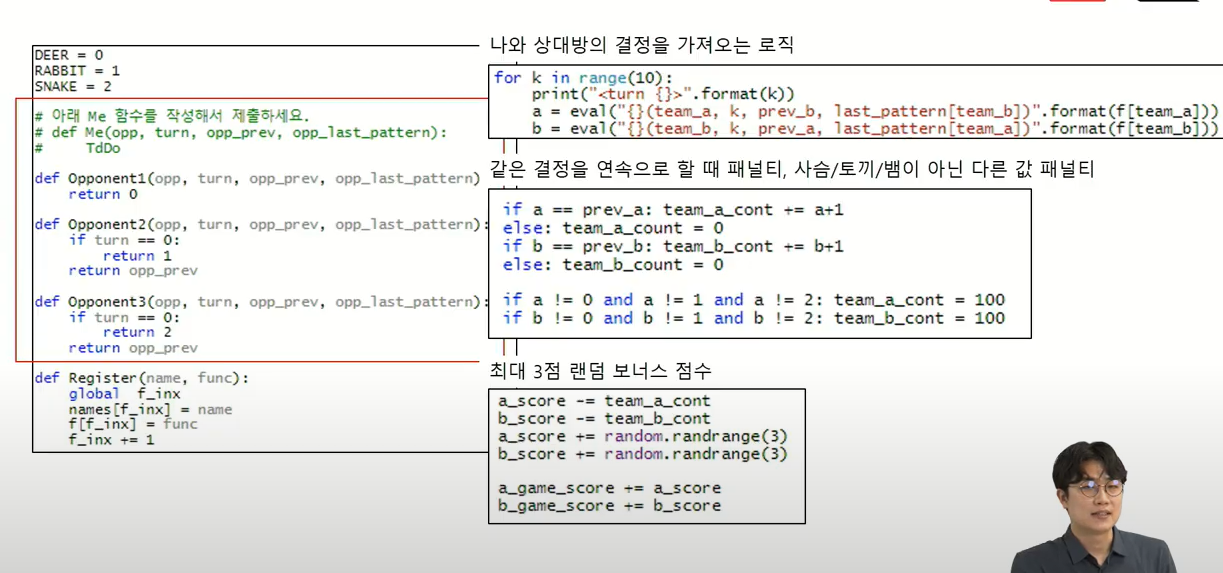 DEER = 0
RABBIT = 1
SNAKE = 2
# 아래 Me 함수를 작성해서 제출하세요.
# def Me(opp, turn, opp_prev, opp_last_pattern):
#     TdDo
def Opponent1(opp, turn, opp_prev, opp_last_pattern)
    return 0
def Opponent2(opp, turn, opp_prev, opp_last_pattern):
    if turn == 0:
        return 1
    return opp_prev
def Opponent3(opp, turn, opp_prev, opp_last_pattern):
    if turn == 0:
        return 2
    return opp_prev
def Register(name, func):
    global  f_inx
    names[f_inx] = name
    f[f_inx] = func
    f_inx += 1
나와 상대방의 결정을 가져오는 로직
for k in range(10):
    print("<turn {}>".format(k))
    a = eval("{}(team_a, k, prev_b, last_pattern[team_b])".format(f[team_a]))
    b = eval("{}(team_b, k, prev_a, last_pattern[team_a])".format(f[team_b]))
같은 결정을 연속으로 할 때 패널티, 사슴/토끼/뱀이 아닌 다른 값 패널티
if a == prev_a: team_a_cont += a+1
else: team_a_count = 0
if b == prev_b: team_b_cont += b+1
else: team_b_count = 0
if a != 0 and a != 1 and a != 2: team_a_cont = 100
if b != 0 and b != 1 and b != 2: team_b_cont = 100
최대 3점 랜덤 보너스 점수
a_score -= team_a_cont
b_score -= team_b_cont
a_score += random.randrange(3)
b_score += random.randrange(3)
a_game_score += a_score
b_game_score += b_score